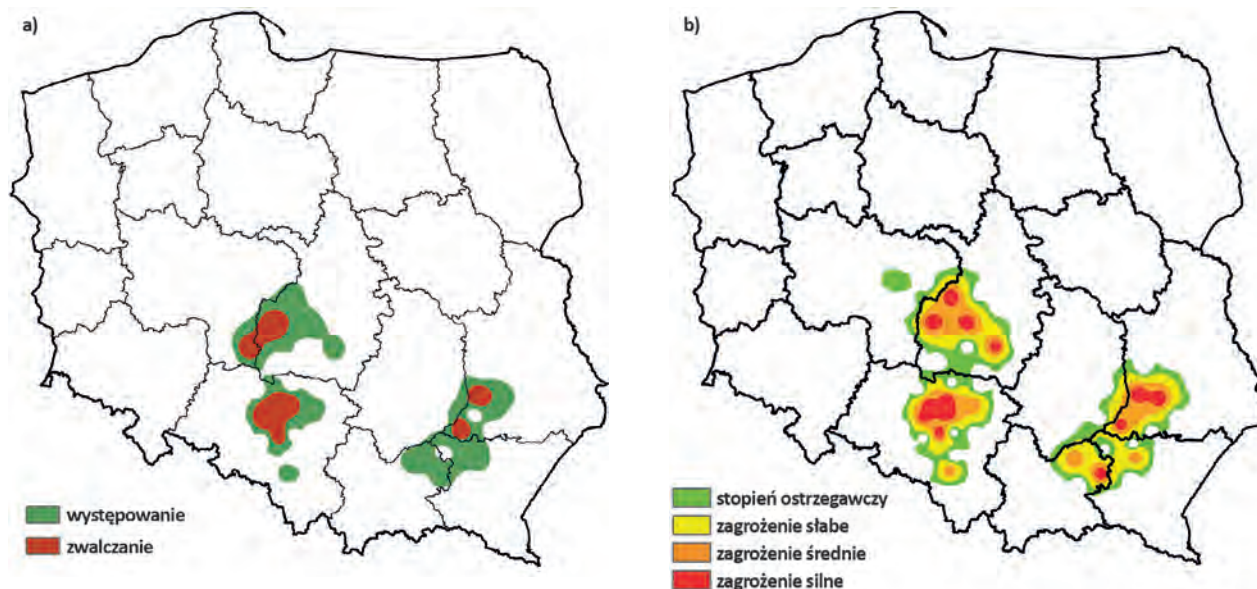 a)
występowanie
zwalczanie
b)
stopień ostrzegawczy
zagrożenie słabe
zagrożenie średnie
zagrożenie silne